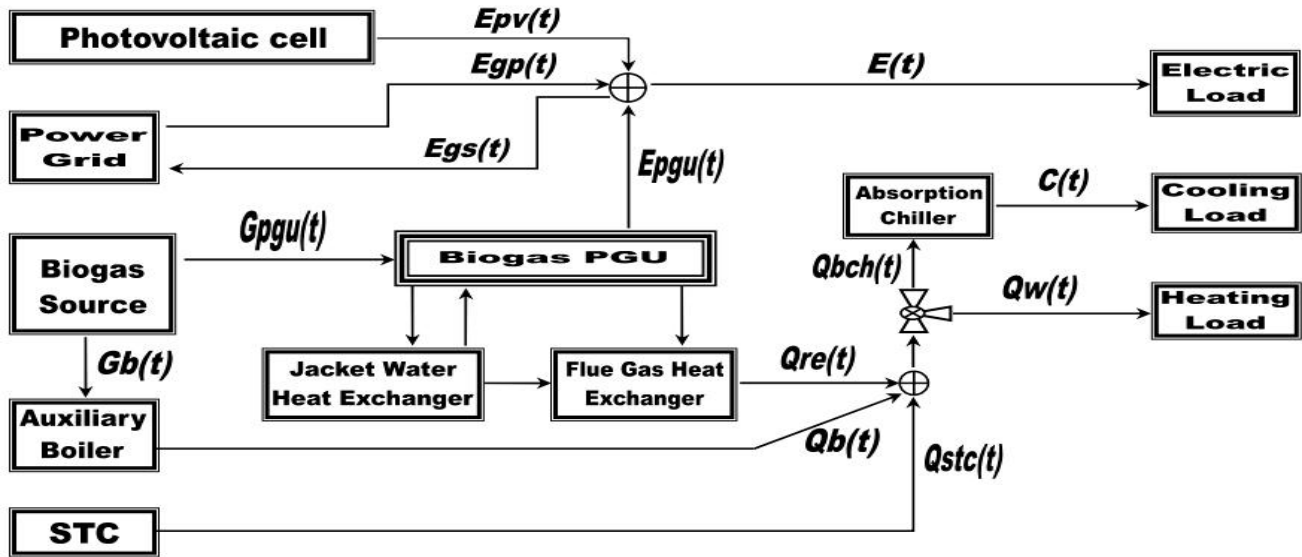 Photovoltaic cell
Epv(t)
Egp(t)
E(t)
Electric
Load
Power
Grid
Egs(t)
Epgu(t)
Absorption
Chiller
C(t)
Cooling
Load
Gpgu(t)
Biogas
Source
Biogas PGU
Qbch(t)
Qw(t)
Heating
Load
Gb(t)
Jacket Water
Heat Exchanger
Flue Gas Heat
Exchanger
Qre(t)
Auxiliary
Boiler
Qb(t)
Qstc(t)
STC